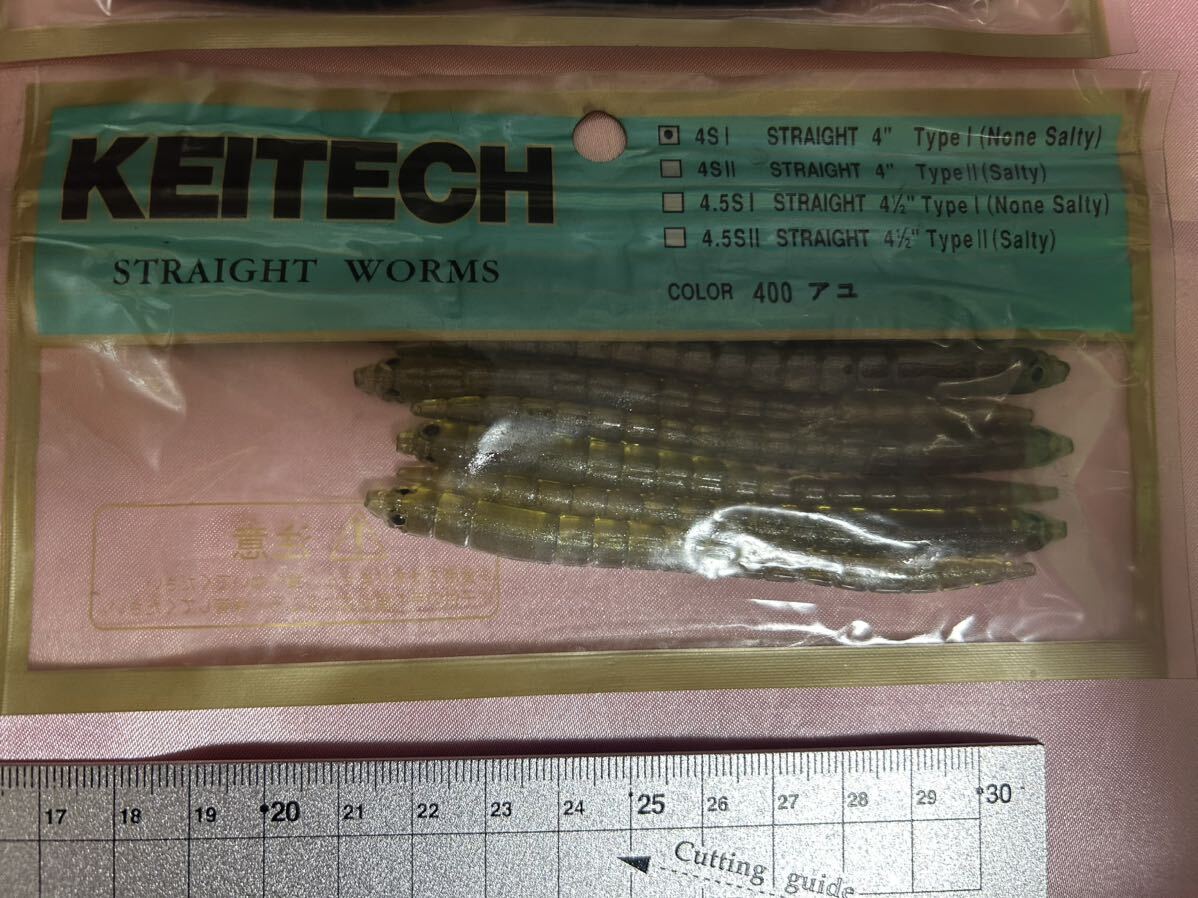 KEITECH
STRAIGHT WORMS
4S I STRAIGHT 4" Type I (None Salty)
4S II STRAIGHT 4" Type II (Salty)
4.5S I STRAIGHT 4½" Type I (None Salty)
4.5S II STRAIGHT 4½" Type II (Salty)
COLOR 400 アユ
注意
17 18 19 20 21 22 23 24 25 26 27 28 29 30
Cutting guide